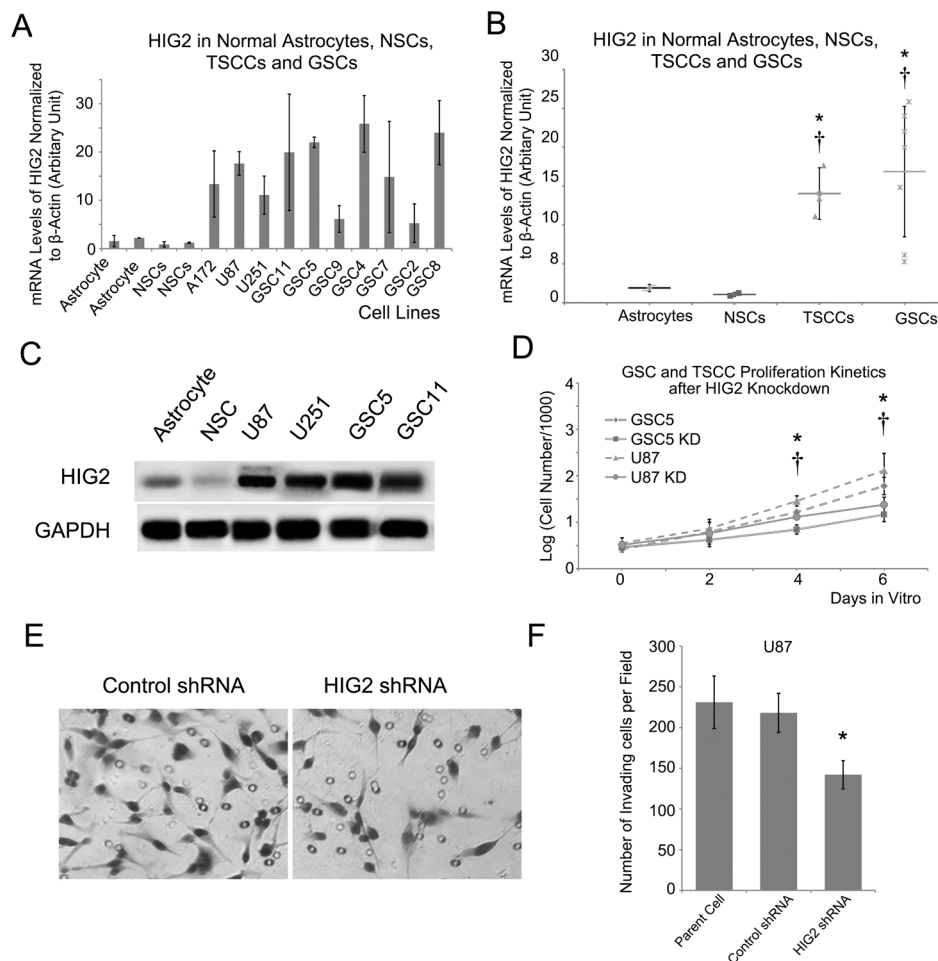 A
HIG2 in Normal Astrocytes, NSCs,
TSCCs and GSCs
mRNA Levels of HIG2 Normalized
to β-Actin (Arbitary Unit)
30
20
10
0
Astrocyte
Astrocyte
NSCs
NSCs
A172
U87
U251
GSC11
GSC5
GSC9
GSC4
GSC7
GSC2
GSC8
Cell Lines
B
HIG2 in Normal Astrocytes, NSCs,
TSCCs and GSCs
mRNA Levels of HIG2 Normalized
to β-Actin (Arbitary Unit)
30
25
20
15
10
8
0
*
†
*
†
Astrocytes
NSCs
TSCCs
GSCs
C
Astrocyte
NSC
U87
U251
GSC5
GSC11
HIG2
GAPDH
D
GSC and TSCC Proliferation Kinetics
after HIG2 Knockdown
Log (Cell Number/1000)
4
3
2
1
0
GSC5
GSC5 KD
U87
U87 KD
*
†
*
†
0
2
4
6
Days in Vitro
E
Control shRNA
HIG2 shRNA
F
U87
Number of Invading cells per Field
300
250
200
150
100
50
0
*
Parent Cell
Control shRNA
HIG2 shRNA